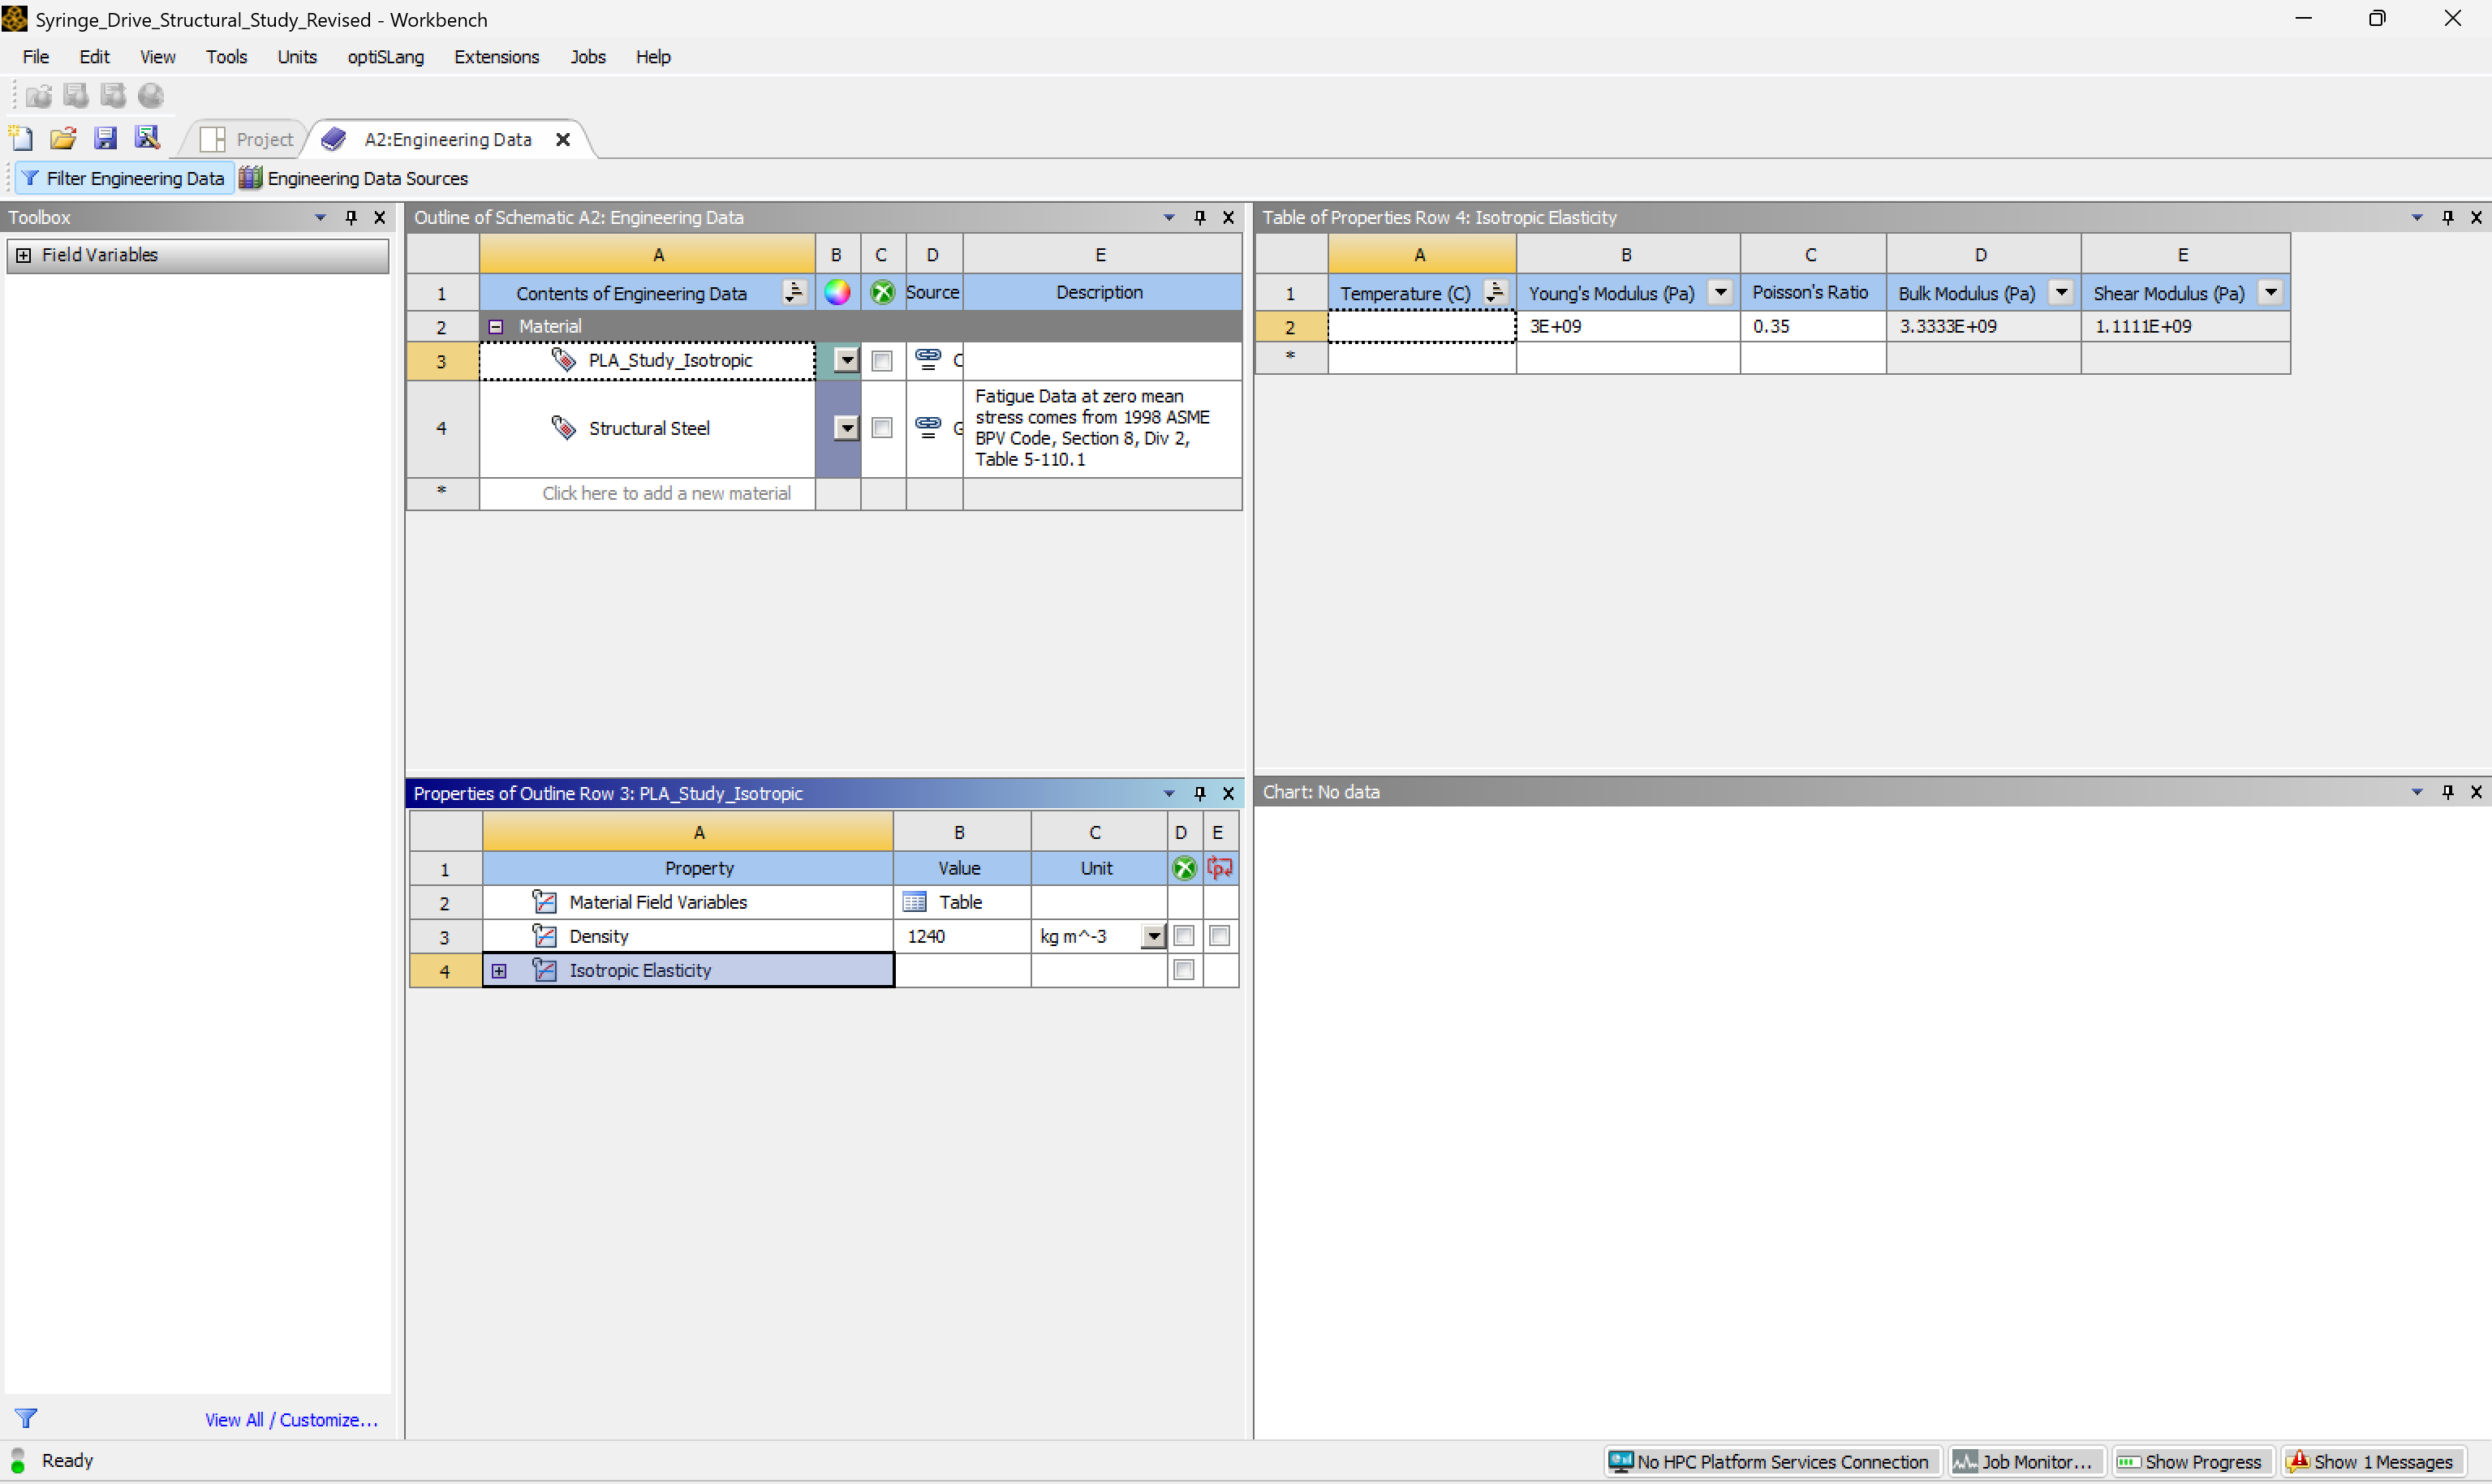 Syringe_Drive_Structural_Study_Revised - Workbench
File Edit View Tools Units optiSLang Extensions Jobs Help
Project A2:Engineering Data
Filter Engineering Data Engineering Data Sources
Toolbox
Field Variables
View All / Customize...
Outline of Schematic A2: Engineering Data
A B C D E
1 Contents of Engineering Data Source Description
2 Material
3 PLA_Study_Isotropic C
4 Structural Steel G Fatigue Data at zero mean
stress comes from 1998 ASME
BPV Code, Section 8, Div 2,
Table 5-110.1
* Click here to add a new material
Table of Properties Row 4: Isotropic Elasticity
A B C D E
1 Temperature (C) Young's Modulus (Pa) Poisson's Ratio Bulk Modulus (Pa) Shear Modulus (Pa)
2 3E+09 0.35 3.3333E+09 1.1111E+09
*
Properties of Outline Row 3: PLA_Study_Isotropic
A B C D E
1 Property Value Unit
2 Material Field Variables Table
3 Density 1240 kg m^-3
4 Isotropic Elasticity
Chart: No data
Ready
No HPC Platform Services Connection Job Monitor... Show Progress Show 1 Messages